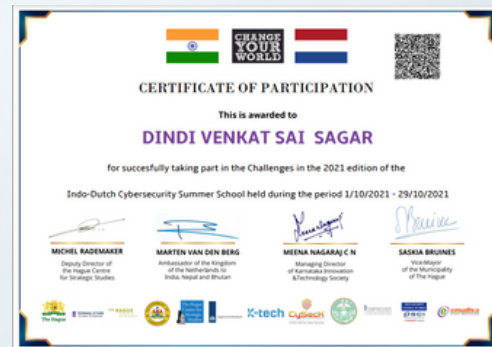 CHANGE
YOUR
WORLD
CERTIFICATE OF PARTICIPATION
This is awarded to
DINDI VENKAT SAI SAGAR
for succesfully taking part in the Challenges in the 2021 edition of the
Indo-Dutch Cybersecurity Summer School held during the period 1/10/2021 - 29/10/2021
MICHEL RADEMAKER
Deputy Director of
the Hague Centre
for Strategic Studies
MARTEN VAN DEN BERG
Ambassador of the Kingdom
of the Netherlands to
India, Nepal and Bhutan
MEENA NAGARAJ C N
Managing Director
of Karnataka Innovation
&Technology Society
SASKIA BRUINES
Vice-Mayor
of the Municipality
of The Hague
The Hague
K-tech
CySecK
emudhra